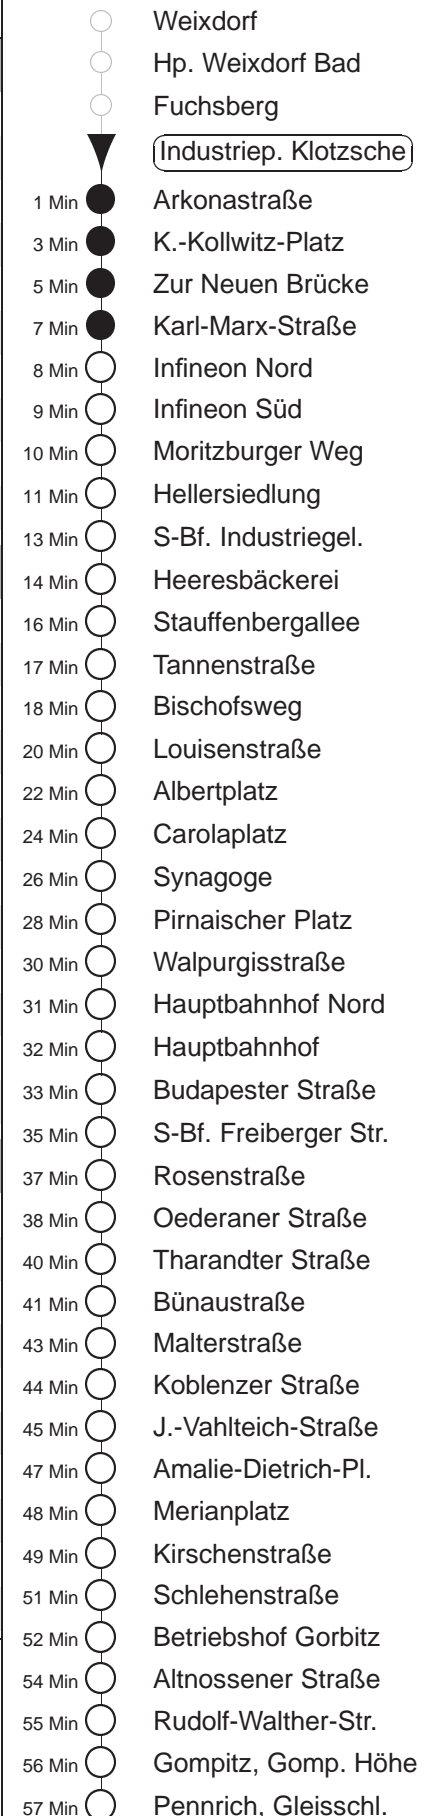 Weixdorf
Hp. Weixdorf Bad
Fuchsberg
Industriep. Klotzsche
1 Min Arkonastraße
3 Min K.-Kollwitz-Platz
5 Min Zur Neuen Brücke
7 Min Karl-Marx-Straße
8 Min Infineon Nord
9 Min Infineon Süd
10 Min Moritzburger Weg
11 Min Hellersiedlung
13 Min S-Bf. Industriegel.
14 Min Heeresbäckerei
16 Min Stauffenbergallee
17 Min Tannenstraße
18 Min Bischofsweg
20 Min Louisenstraße
22 Min Albertplatz
24 Min Carolaplatz
26 Min Synagoge
28 Min Pirnaischer Platz
30 Min Walpurgisstraße
31 Min Hauptbahnhof Nord
32 Min Hauptbahnhof
33 Min Budapester Straße
35 Min S-Bf. Freiberger Str.
37 Min Rosenstraße
38 Min Oederaner Straße
40 Min Tharandter Straße
41 Min Bünaustraße
43 Min Malterstraße
44 Min Koblenzer Straße
45 Min J.-Vahlteich-Straße
47 Min Amalie-Dietrich-Pl.
48 Min Merianplatz
49 Min Kirschenstraße
51 Min Schlehenstraße
52 Min Betriebshof Gorbitz
54 Min Altnossener Straße
55 Min Rudolf-Walther-Str.
56 Min Gompitz, Gomp. Höhe
57 Min Pennrich, Gleisschl.